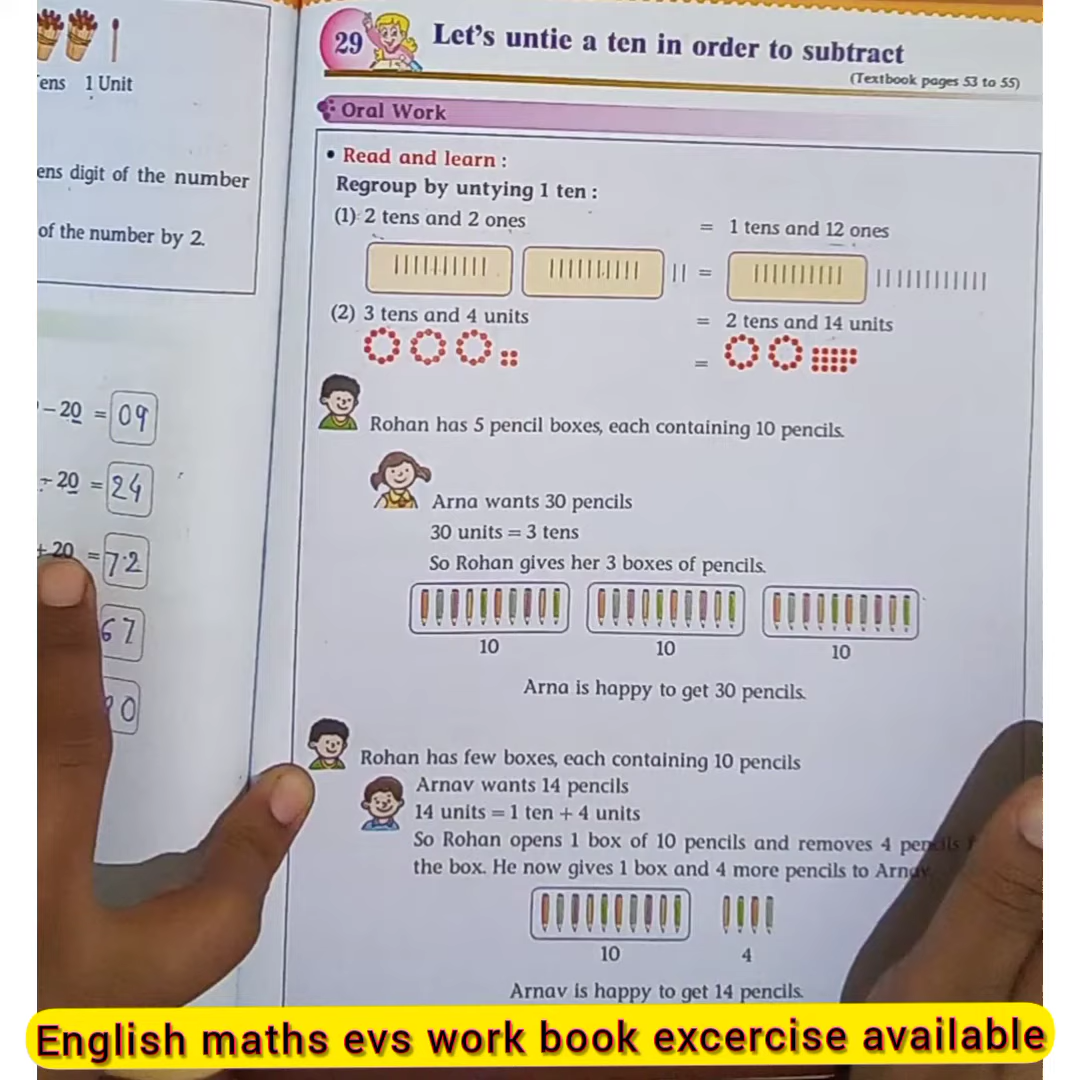 ens 1 Unit
ens digit of the number
of the number by 2.
- 20 = 09
- 20 = 24
+ 20 = 72
67
0
29 Let's untie a ten in order to subtract
(Textbook pages 53 to 55)
Oral Work
• Read and learn :
Regroup by untying 1 ten :
(1) 2 tens and 2 ones = 1 tens and 12 ones
=
(2) 3 tens and 4 units = 2 tens and 14 units
=
Rohan has 5 pencil boxes, each containing 10 pencils.
Arna wants 30 pencils
30 units = 3 tens
So Rohan gives her 3 boxes of pencils.
10 10 10
Arna is happy to get 30 pencils.
Rohan has few boxes, each containing 10 pencils
Arnav wants 14 pencils
14 units = 1 ten + 4 units
So Rohan opens 1 box of 10 pencils and removes 4 pencils
the box. He now gives 1 box and 4 more pencils to Arnav
10 4
Arnav is happy to get 14 pencils.
English maths evs work book excercise available